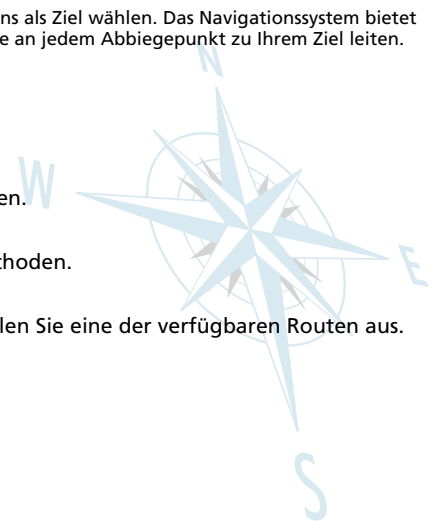 ns als Ziel wählen. Das Navigationssystem bietet
e an jedem Abbiegepunkt zu Ihrem Ziel leiten.
N
W
en.
E
thoden.
len Sie eine der verfügbaren Routen aus.
S